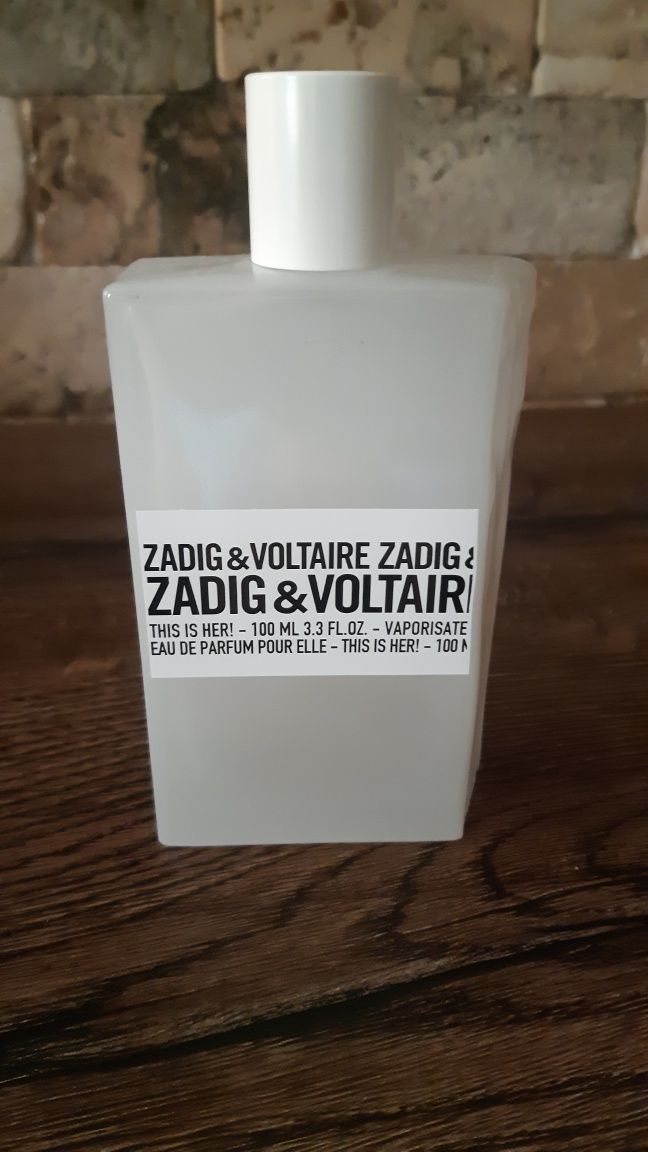 ZADIG & VOLTAIRE ZADIG &
ZADIG & VOLTAIR
THIS IS HER! – 100 ML 3.3 FL.OZ. – VAPORISATE
EAU DE PARFUM POUR ELLE – THIS IS HER! – 100